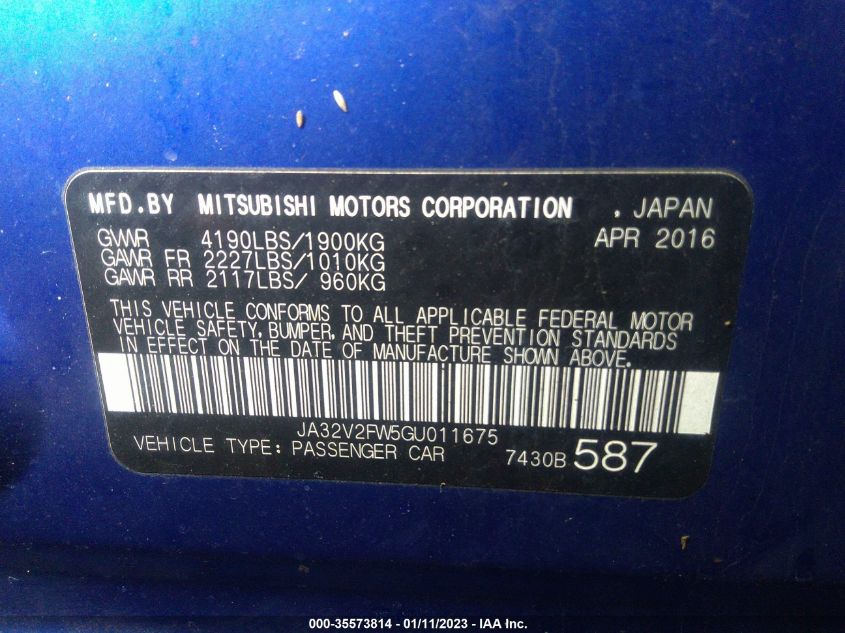 MFD.BY MITSUBISHI MOTORS CORPORATION . JAPAN
GVWR 4190LBS/1900KG APR 2016
GAWR FR 2227LBS/1010KG
GAWR RR 2117LBS/ 960KG
THIS VEHICLE CONFORMS TO ALL APPLICABLE FEDERAL MOTOR
VEHICLE SAFETY, BUMPER, AND THEFT PREVENTION STANDARDS
IN EFFECT ON THE DATE OF MANUFACTURE SHOWN ABOVE.
JA32V2FW5GU011675
VEHICLE TYPE: PASSENGER CAR 7430B 587
000-35573814 - 01/11/2023 - IAA Inc.